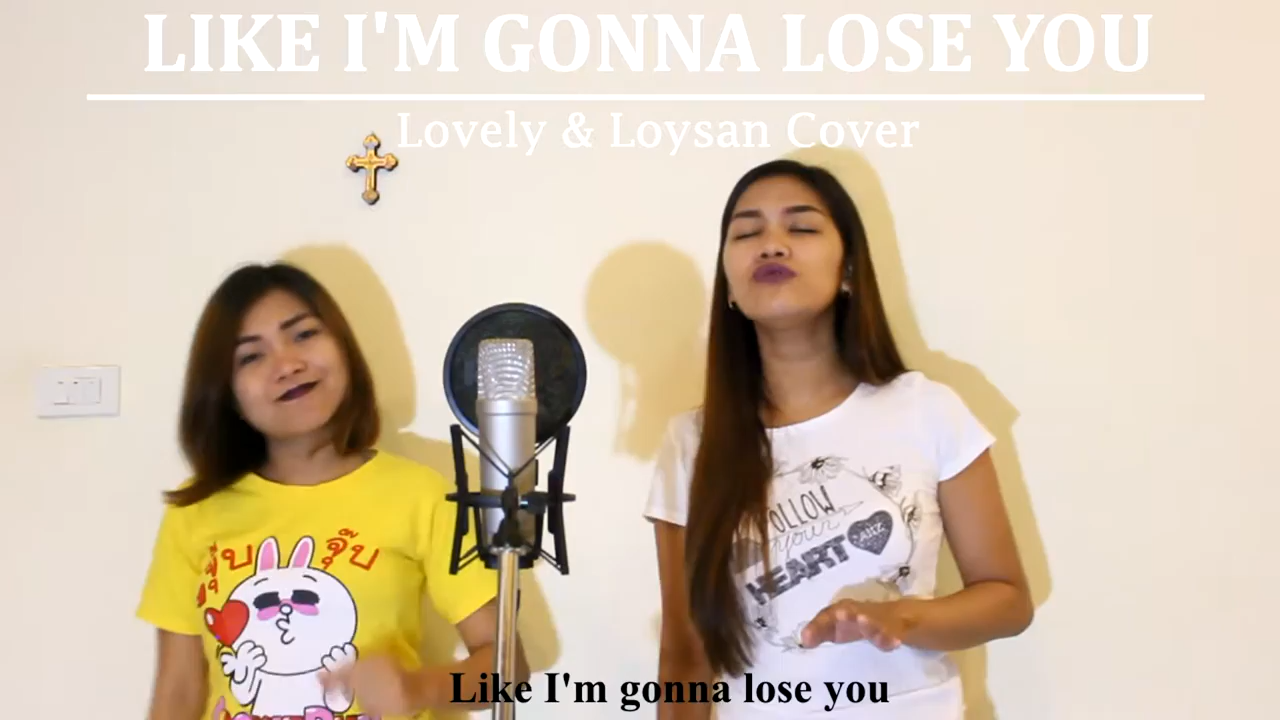 LIKE I'M GONNA LOSE YOU
Lovely & Loysan Cover
จุ๊บ จุ๊บ
FOLLOW
your
HEART
Like I'm gonna lose you